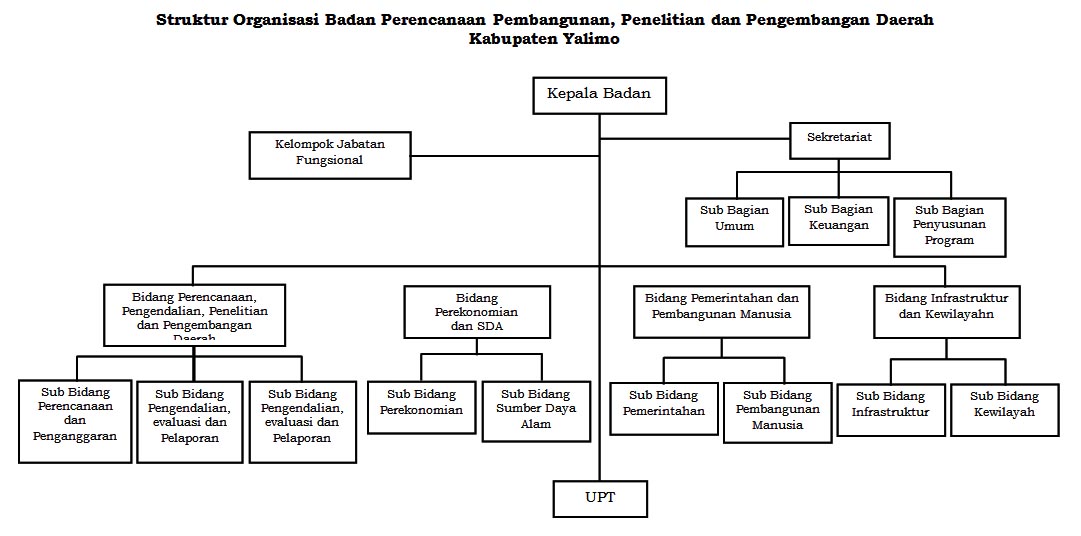 Struktur Organisasi Badan Perencanaan Pembangunan, Penelitian dan Pengembangan Daerah
Kabupaten Yalimo
Kepala Badan
Kelompok Jabatan
Fungsional
Sekretariat
Sub Bagian
Umum
Sub Bagian
Keuangan
Sub Bagian
Penyusunan
Program
Bidang Perencanaan,
Pengendalian, Penelitian
dan Pengembangan
Daerah
Bidang
Perekonomian
dan SDA
Bidang Pemerintahan dan
Pembangunan Manusia
Bidang Infrastruktur
dan Kewilayahn
Sub Bidang
Perencanaan
dan
Penganggaran
Sub Bidang
Pengendalian,
evaluasi dan
Pelaporan
Sub Bidang
Pengendalian,
evaluasi dan
Pelaporan
Sub Bidang
Perekonomian
Sub Bidang
Sumber Daya
Alam
Sub Bidang
Pemerintahan
Sub Bidang
Pembangunan
Manusia
Sub Bidang
Infrastruktur
Sub Bidang
Kewilayah
UPT